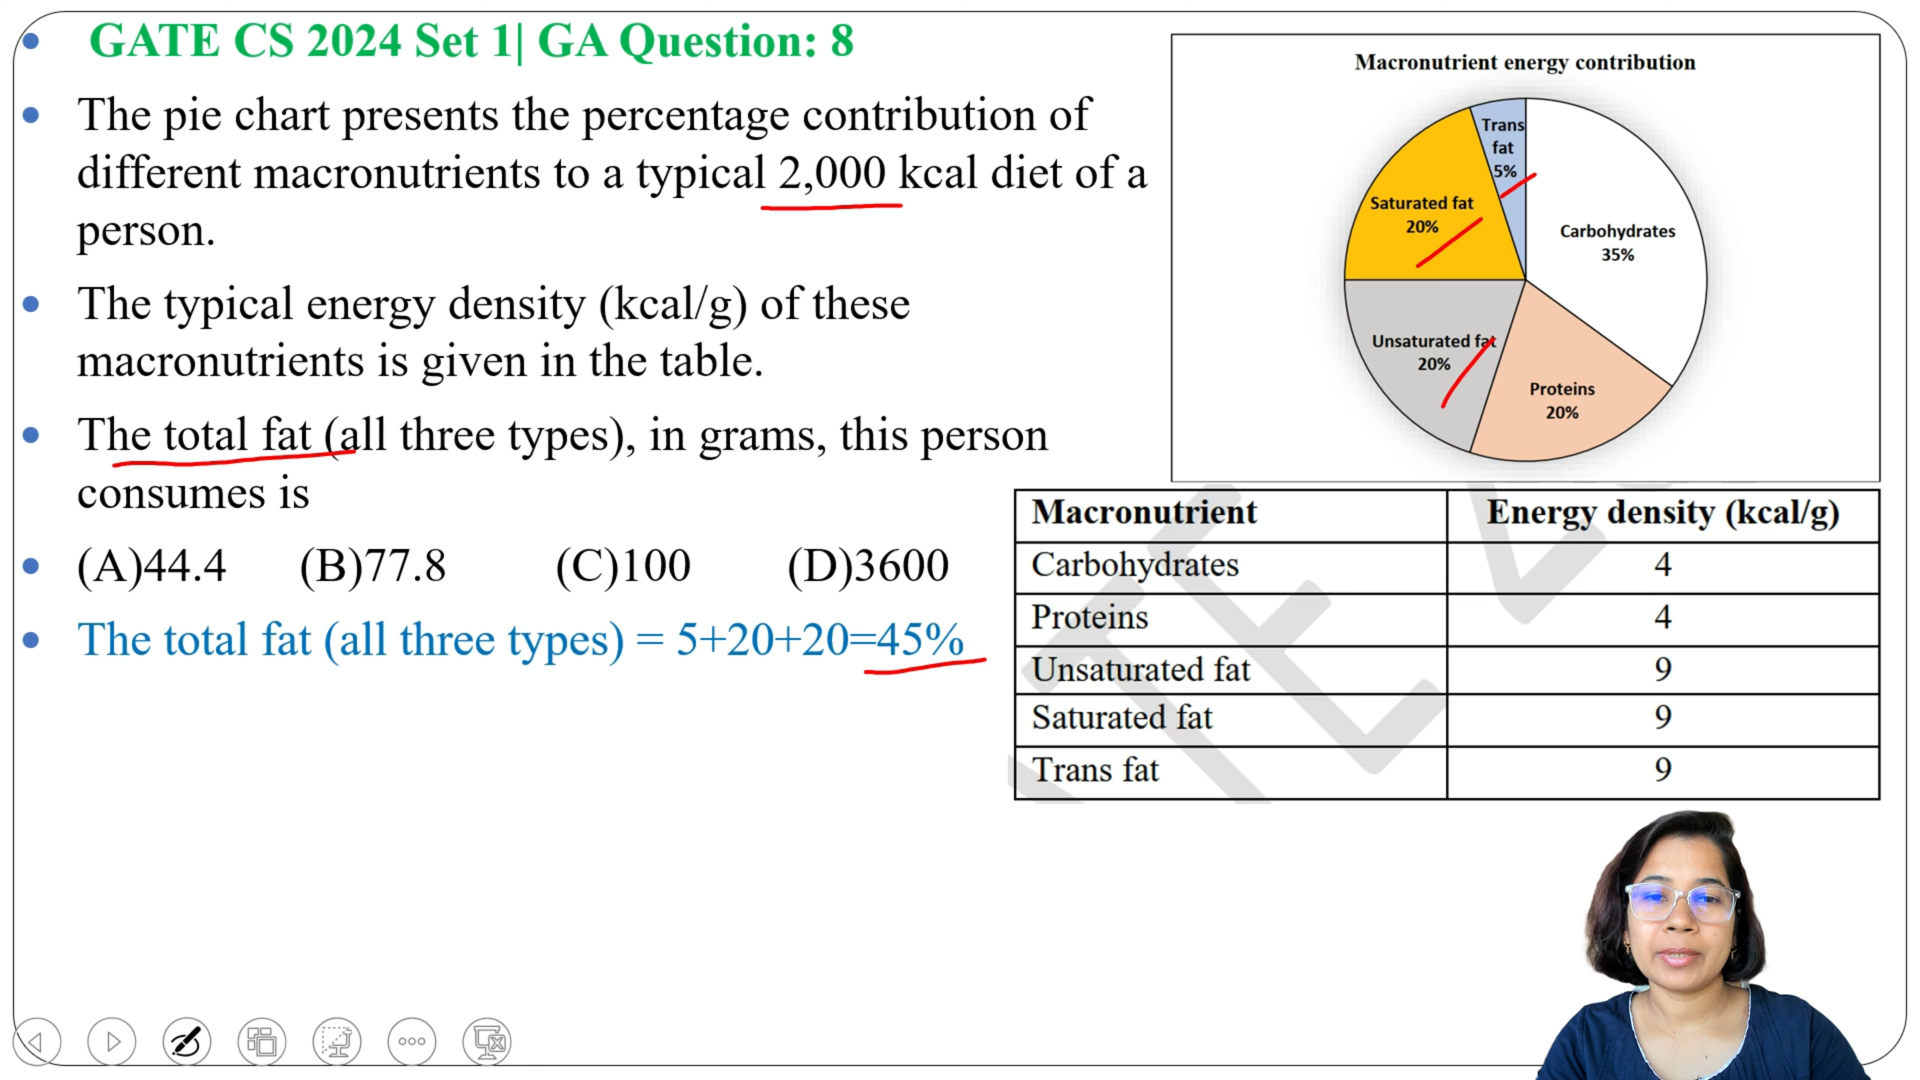 GATE CS 2024 Set 1| GA Question: 8
The pie chart presents the percentage contribution of
different macronutrients to a typical 2,000 kcal diet of a
person.
The typical energy density (kcal/g) of these
macronutrients is given in the table.
The total fat (all three types), in grams, this person
consumes is
(A)44.4 (B)77.8 (C)100 (D)3600
The total fat (all three types) = 5+20+20=45%
Macronutrient energy contribution
Trans
fat
5%
Saturated fat
20%
Carbohydrates
35%
Unsaturated fat
20%
Proteins
20%
Macronutrient Energy density (kcal/g)
Carbohydrates 4
Proteins 4
Unsaturated fat 9
Saturated fat 9
Trans fat 9